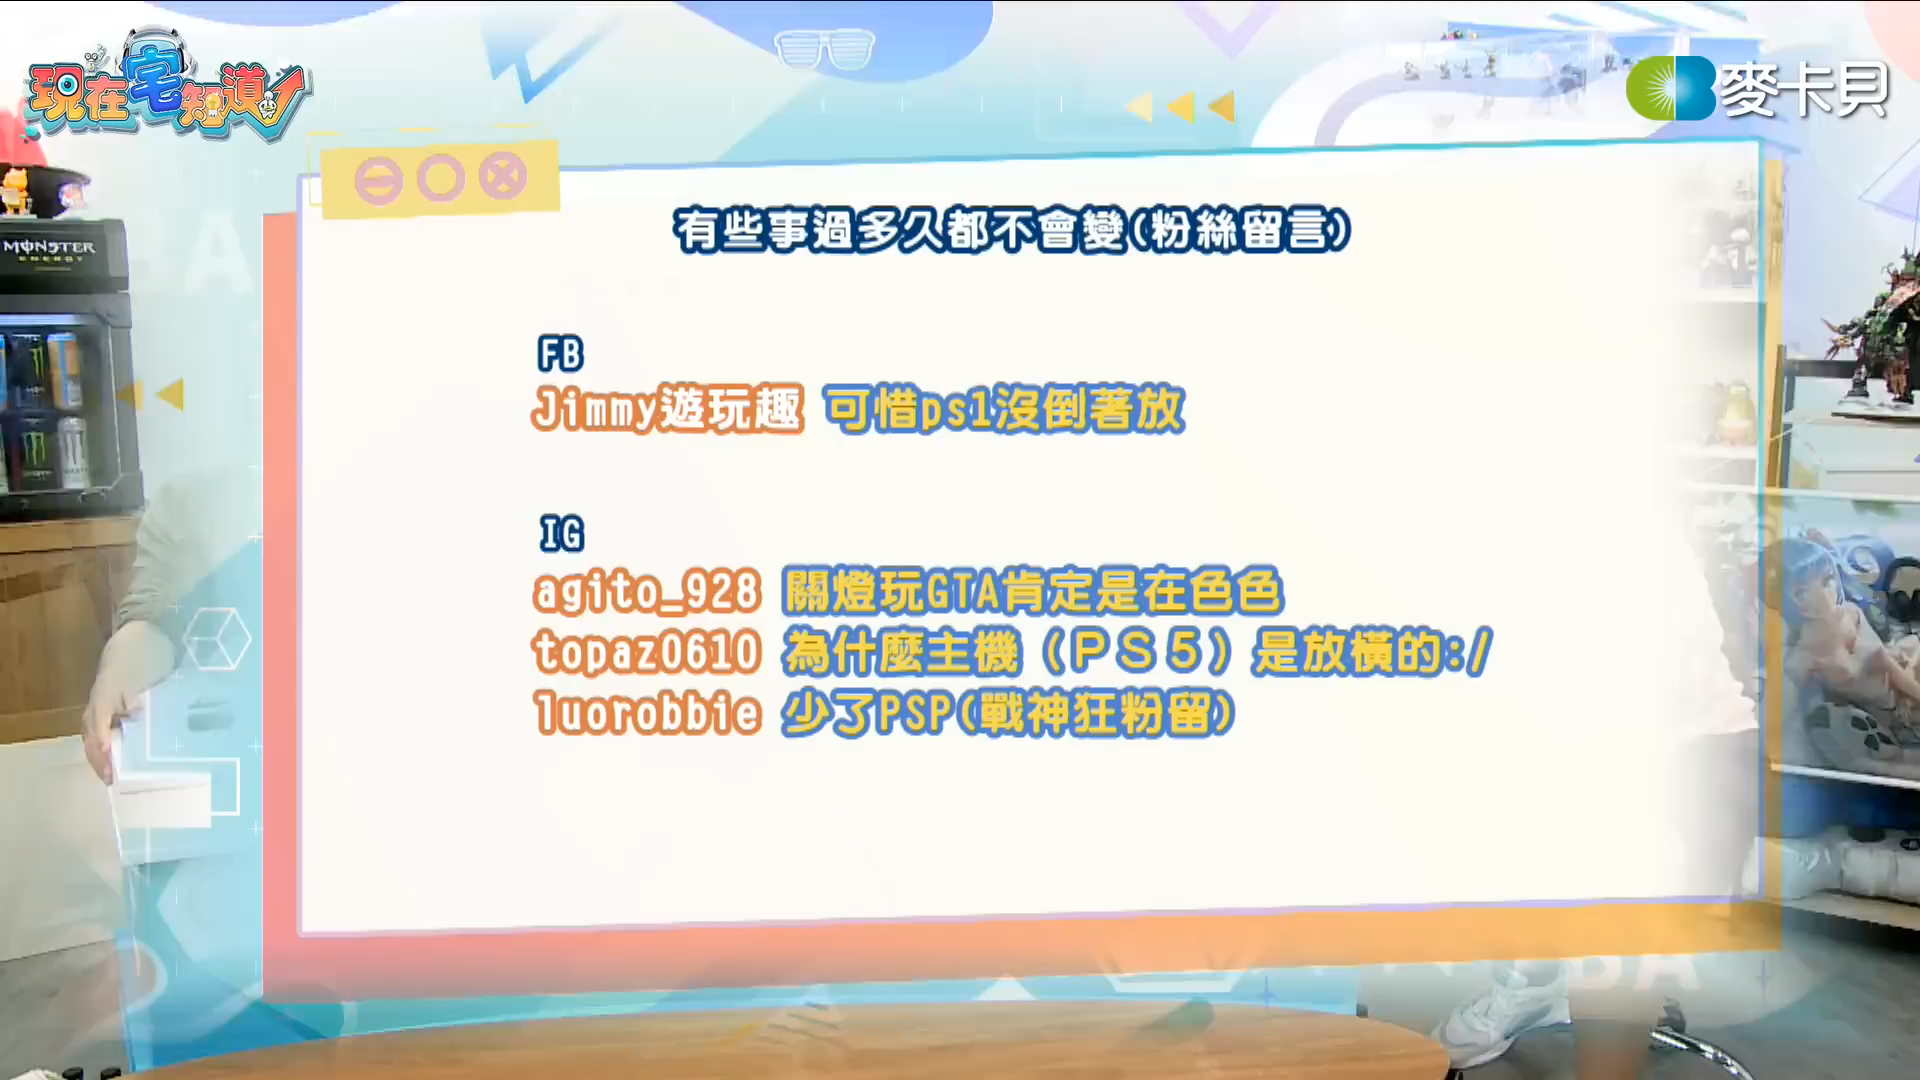 現在宅知道
麥卡貝
MONSTER
ENERGY
有些事過多久都不會變(粉絲留言)
FB
Jimmy遊玩趣 可惜ps1沒倒著放
IG
agito_928 關燈玩GTA肯定是在色色
topaz0610 為什麼主機（ＰＳ５）是放橫的:/
luorobbie 少了PSP(戰神狂粉留)